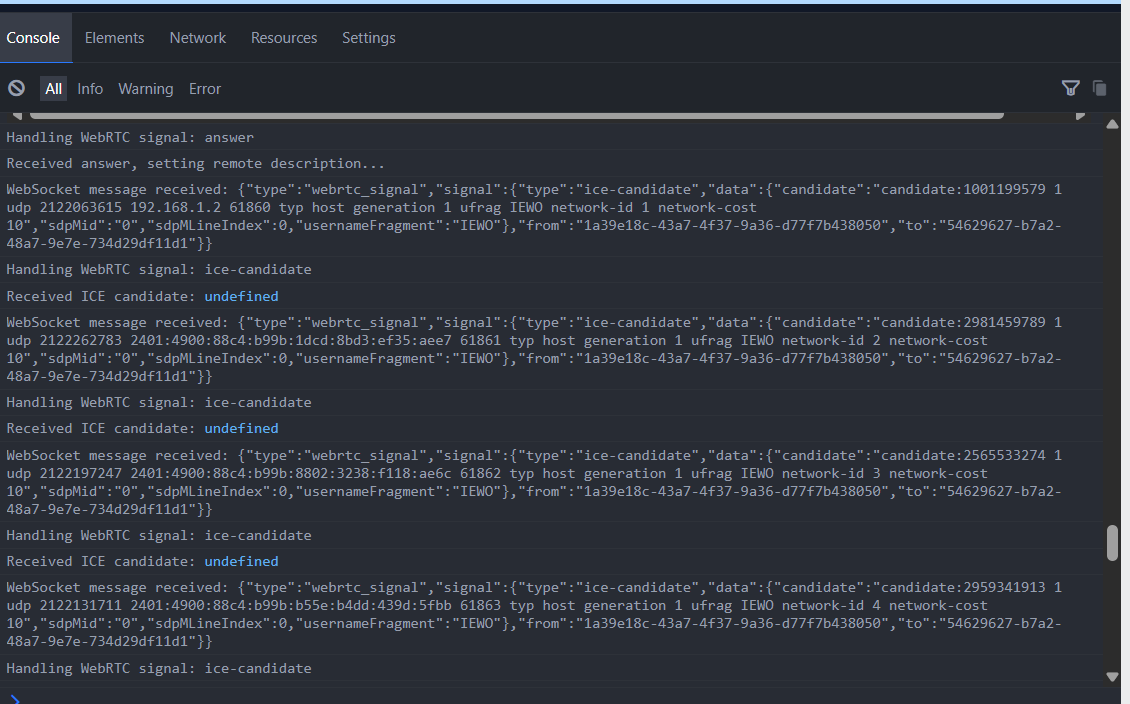 Console Elements Network Resources Settings
All Info Warning Error
Handling WebRTC signal: answer
Received answer, setting remote description...
WebSocket message received: {"type":"webrtc_signal","signal":{"type":"ice-candidate","data":{"candidate":"candidate:1001199579 1
udp 2122063615 192.168.1.2 61860 typ host generation 1 ufrag IEWO network-id 1 network-cost
10","sdpMid":"0","sdpMLineIndex":0,"usernameFragment":"IEWO"},"from":"1a39e18c-43a7-4f37-9a36-d77f7b438050","to":"54629627-b7a2-
48a7-9e7e-734d29df11d1"}}
Handling WebRTC signal: ice-candidate
Received ICE candidate: undefined
WebSocket message received: {"type":"webrtc_signal","signal":{"type":"ice-candidate","data":{"candidate":"candidate:2981459789 1
udp 2122262783 2401:4900:88c4:b99b:1dcd:8bd3:ef35:aee7 61861 typ host generation 1 ufrag IEWO network-id 2 network-cost
10","sdpMid":"0","sdpMLineIndex":0,"usernameFragment":"IEWO"},"from":"1a39e18c-43a7-4f37-9a36-d77f7b438050","to":"54629627-b7a2-
48a7-9e7e-734d29df11d1"}}
Handling WebRTC signal: ice-candidate
Received ICE candidate: undefined
WebSocket message received: {"type":"webrtc_signal","signal":{"type":"ice-candidate","data":{"candidate":"candidate:2565533274 1
udp 2122197247 2401:4900:88c4:b99b:8802:3238:f118:ae6c 61862 typ host generation 1 ufrag IEWO network-id 3 network-cost
10","sdpMid":"0","sdpMLineIndex":0,"usernameFragment":"IEWO"},"from":"1a39e18c-43a7-4f37-9a36-d77f7b438050","to":"54629627-b7a2-
48a7-9e7e-734d29df11d1"}}
Handling WebRTC signal: ice-candidate
Received ICE candidate: undefined
WebSocket message received: {"type":"webrtc_signal","signal":{"type":"ice-candidate","data":{"candidate":"candidate:2959341913 1
udp 2122131711 2401:4900:88c4:b99b:b55e:b4dd:439d:5fbb 61863 typ host generation 1 ufrag IEWO network-id 4 network-cost
10","sdpMid":"0","sdpMLineIndex":0,"usernameFragment":"IEWO"},"from":"1a39e18c-43a7-4f37-9a36-d77f7b438050","to":"54629627-b7a2-
48a7-9e7e-734d29df11d1"}}
Handling WebRTC signal: ice-candidate